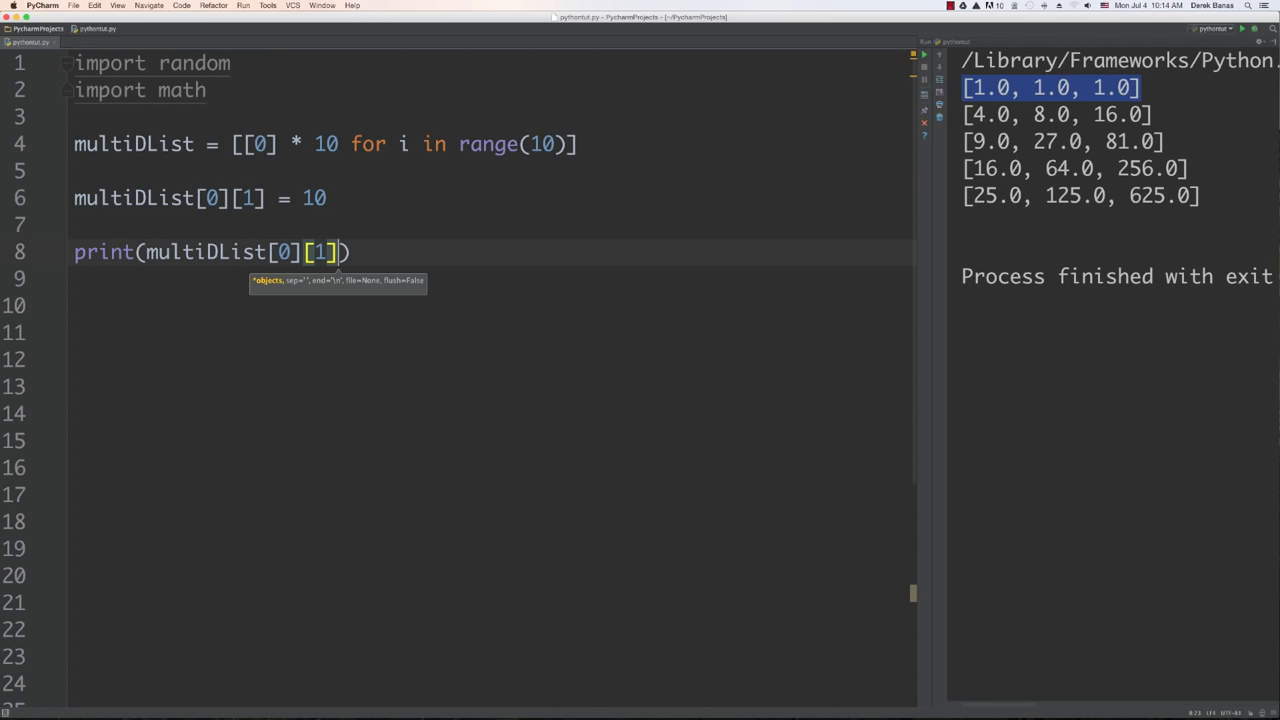 PyCharm File Edit View Navigate Code Refactor Run Tools VCS Window Help
10 Mon Jul 4 10:14 AM Derek Banas
pythontut.py - PycharmProjects - [~/PycharmProjects]
PycharmProjects pythontut.py pythontut
pythontut.py Run pythontut
1 import random
2 import math
3
4 multiDList = [[0] * 10 for i in range(10)]
5
6 multiDList[0][1] = 10
7
8 print(multiDList[0][1])
*objects, sep='', end='\n', file=None, flush=False
9
10
11
12
13
14
15
16
17
18
19
20
21
22
23
24
/Library/Frameworks/Python.
[1.0, 1.0, 1.0]
[4.0, 8.0, 16.0]
[9.0, 27.0, 81.0]
[16.0, 64.0, 256.0]
[25.0, 125.0, 625.0]
Process finished with exit
8:23 LF÷ UTF-8÷